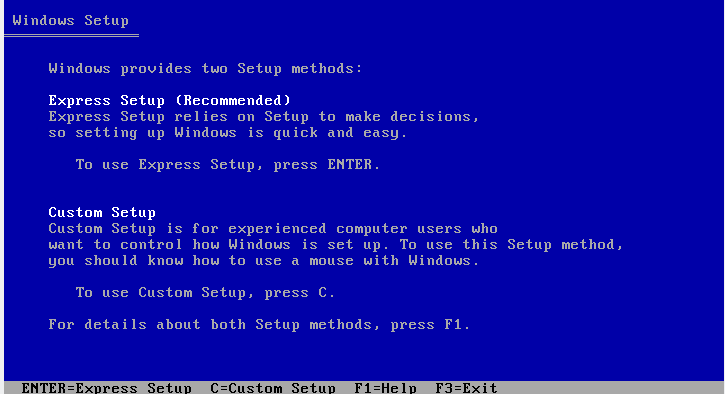 Windows Setup
Windows provides two Setup methods:
Express Setup (Recommended)
Express Setup relies on Setup to make decisions,
so setting up Windows is quick and easy.
To use Express Setup, press ENTER.
Custom Setup
Custom Setup is for experienced computer users who
want to control how Windows is set up. To use this Setup method,
you should know how to use a mouse with Windows.
To use Custom Setup, press C.
For details about both Setup methods, press F1.
ENTER=Express Setup  C=Custom Setup  F1=Help  F3=Exit